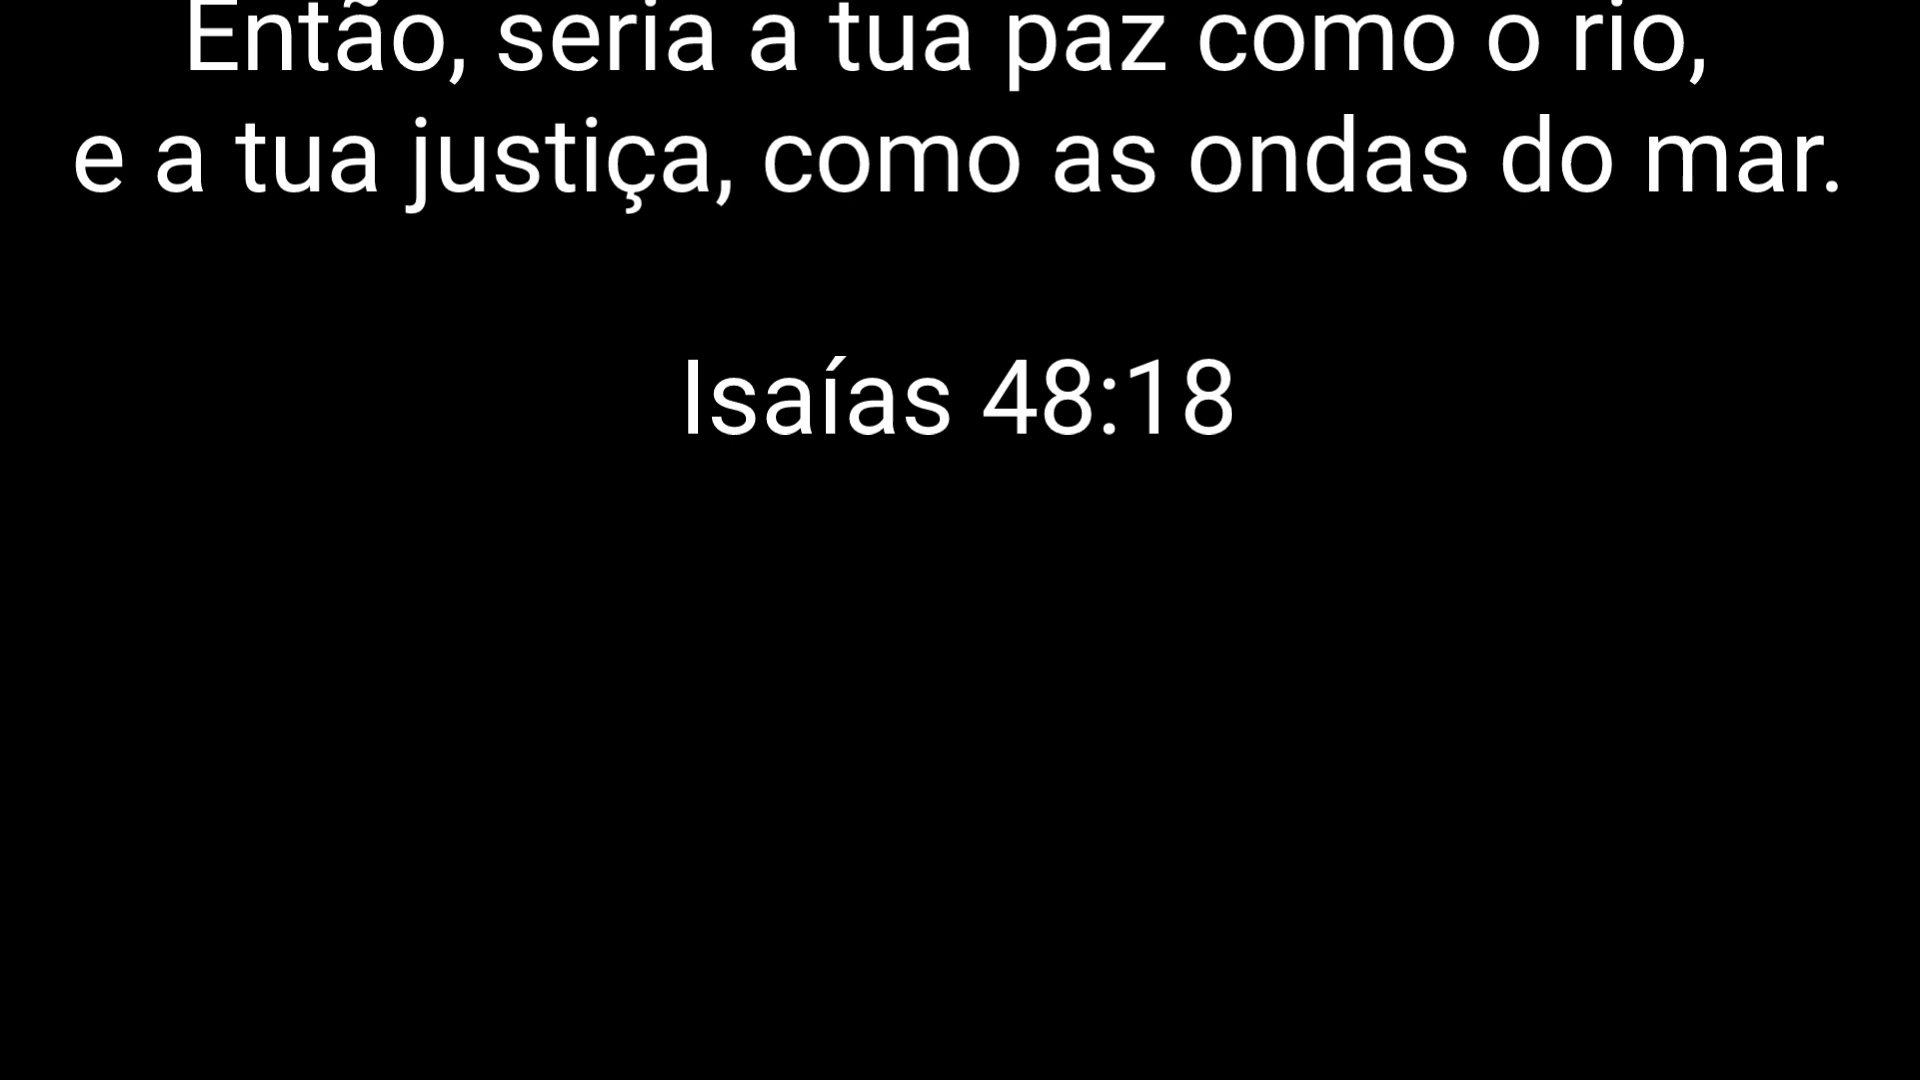 Então, seria a tua paz como o rio,
e a tua justiça, como as ondas do mar.
Isaías 48:18